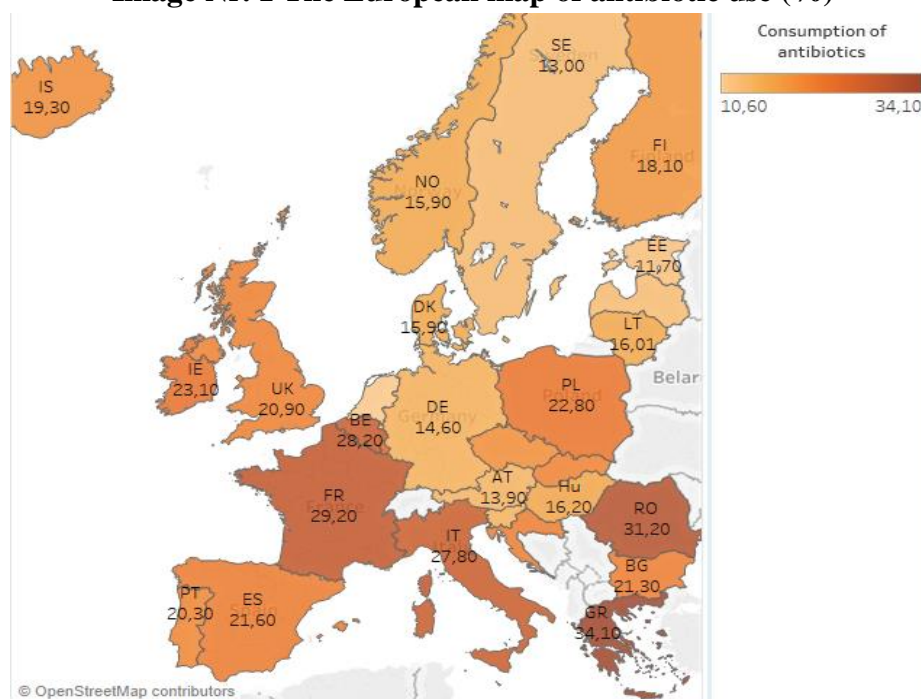 Image Nr. 1 The European map of antibiotic use (%)
Consumption of
antibiotics
10,60 34,10
SE
13,00
IS
19,30
FI
18,10
NO
15,90
EE
11,70
DK
15,90
LT
16,01
IE
23,10
UK
20,90
PL
22,80
Belar
DE
Germany
14,60
BE
28,20
AT
13,90
Hu
16,20
FR
29,20
RO
31,20
IT
27,80
BG
21,30
PT
20,30
ES
21,60
GR
34,10
© OpenStreetMap contributors